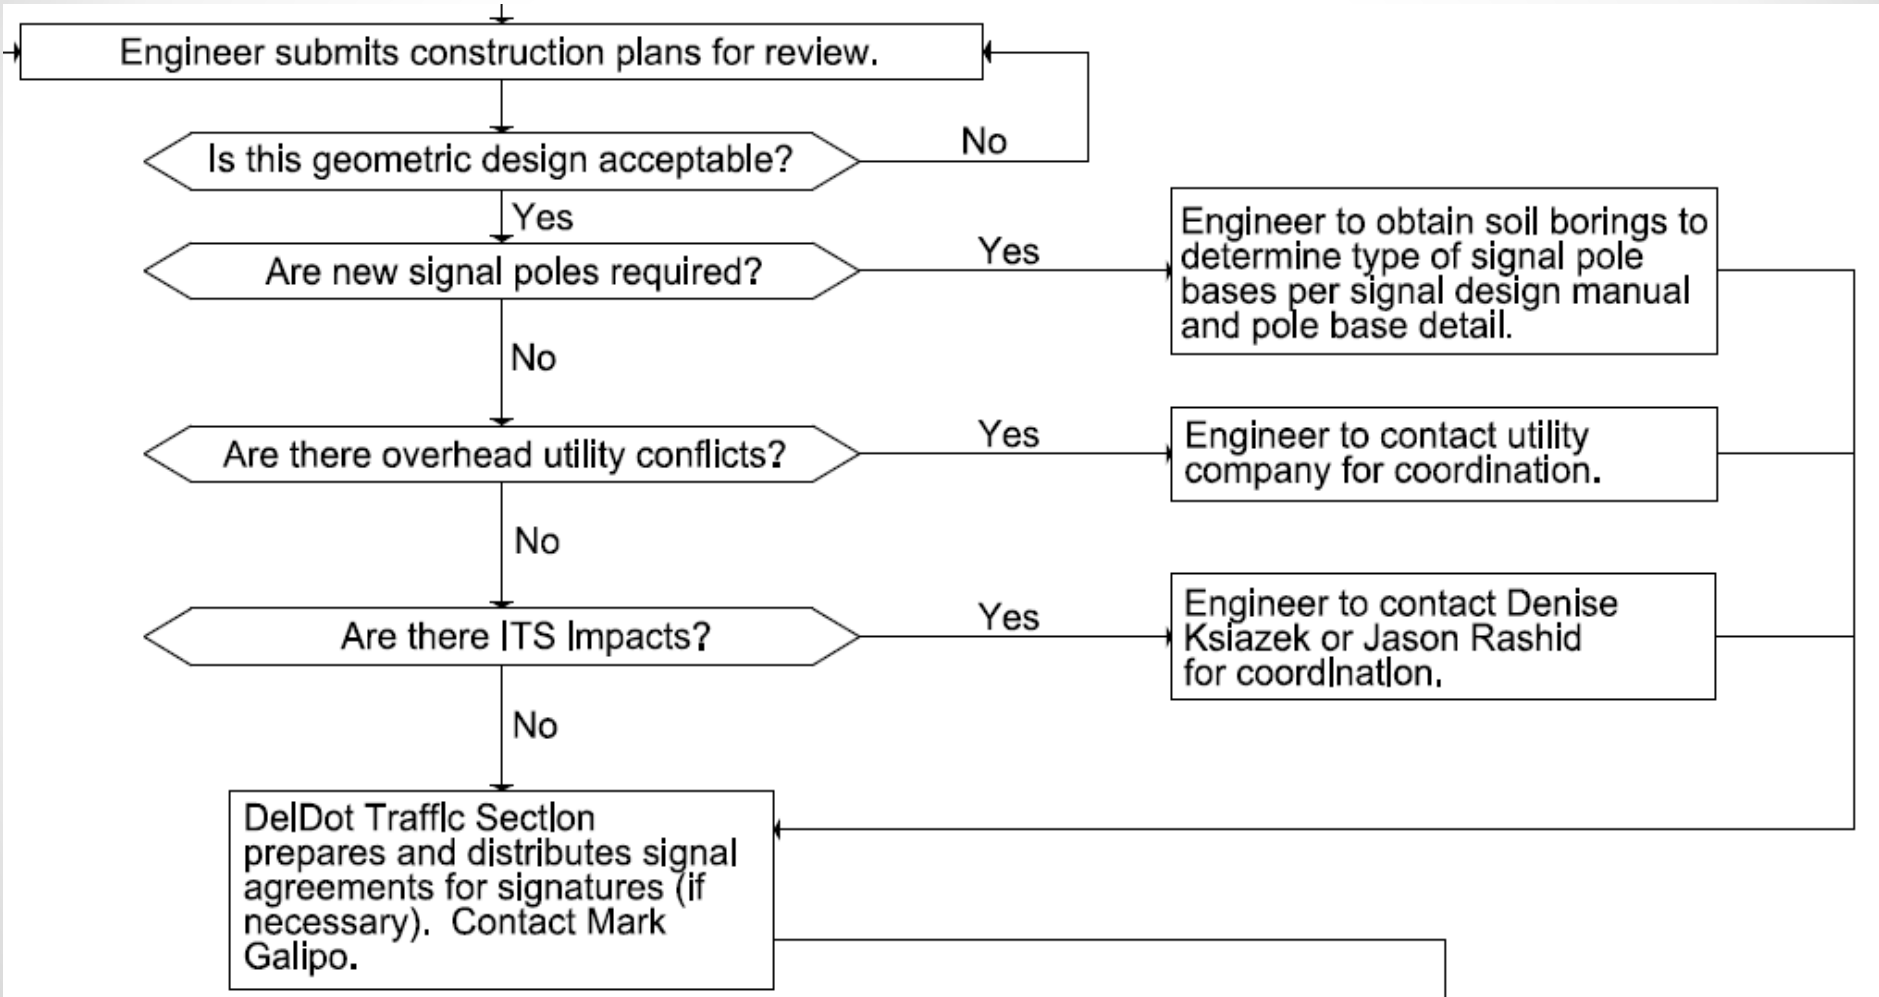 Engineer submits construction plans for review.
Is this geometric design acceptable?
No
Yes
Are new signal poles required?
Yes
Engineer to obtain soil borings to
determine type of signal pole
bases per signal design manual
and pole base detail.
No
Are there overhead utility conflicts?
Yes
Engineer to contact utility
company for coordination.
No
Are there ITS Impacts?
Yes
Engineer to contact Denise
Ksiazek or Jason Rashid
for coordination.
No
DelDot Traffic Section
prepares and distributes signal
agreements for signatures (if
necessary).  Contact Mark
Galipo.